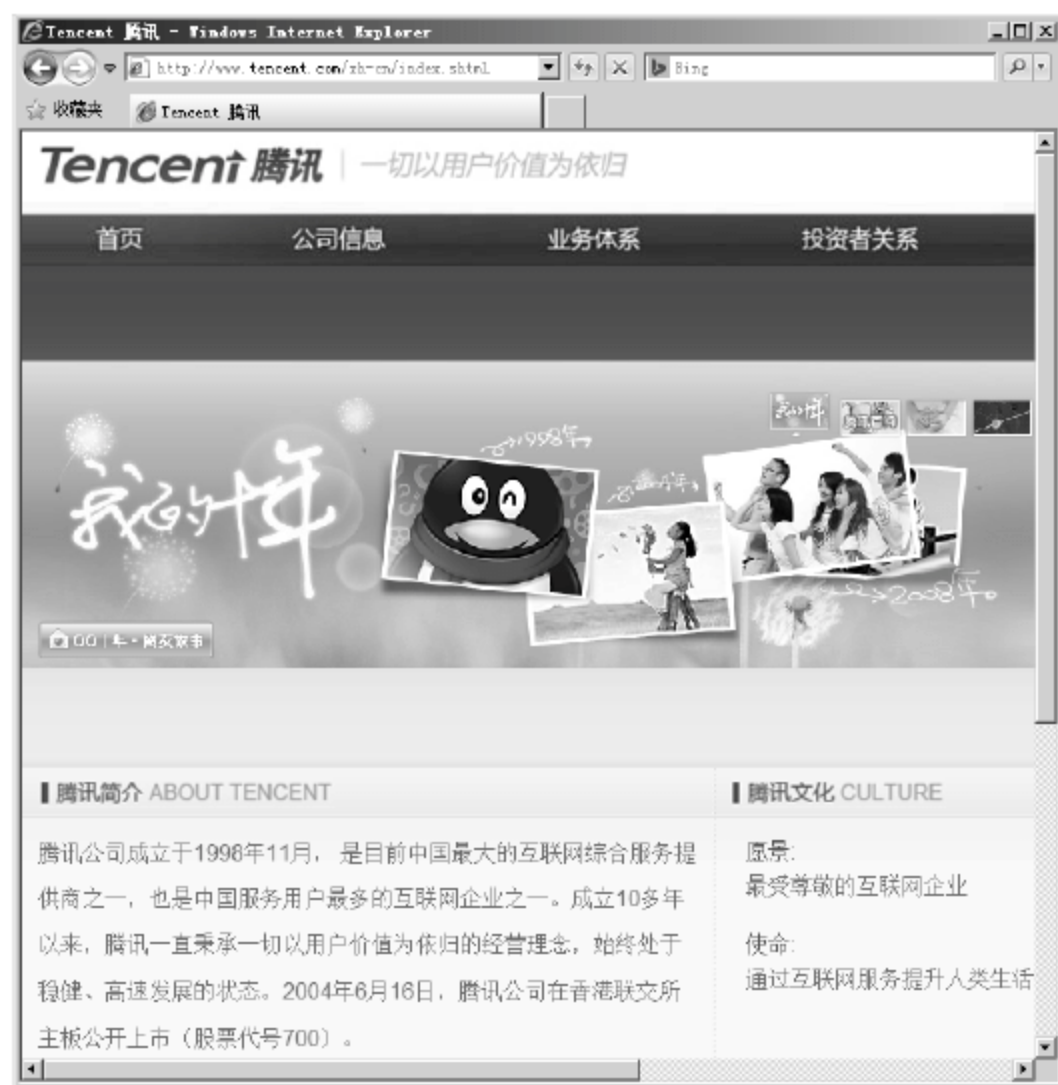 Tencent 腾讯 - Windows Internet Explorer
http://www.tencent.com/zh-cn/index.shtml
Bing
收藏夹
Tencent 腾讯
Tencent 腾讯 一切以用户价值为依归
首页 公司信息 业务体系 投资者关系
我的十年
1998年
2008年
腾讯简介 ABOUT TENCENT
腾讯公司成立于1998年11月， 是目前中国最大的互联网综合服务提
供商之一，也是中国服务用户最多的互联网企业之一。成立10多年
以来，腾讯一直秉承一切以用户价值为依归的经营理念，始终处于
稳健、高速发展的状态。2004年6月16日，腾讯公司在香港联交所
主板公开上市（股票代号700）。
腾讯文化 CULTURE
愿景:
最受尊敬的互联网企业
使命:
通过互联网服务提升人类生活